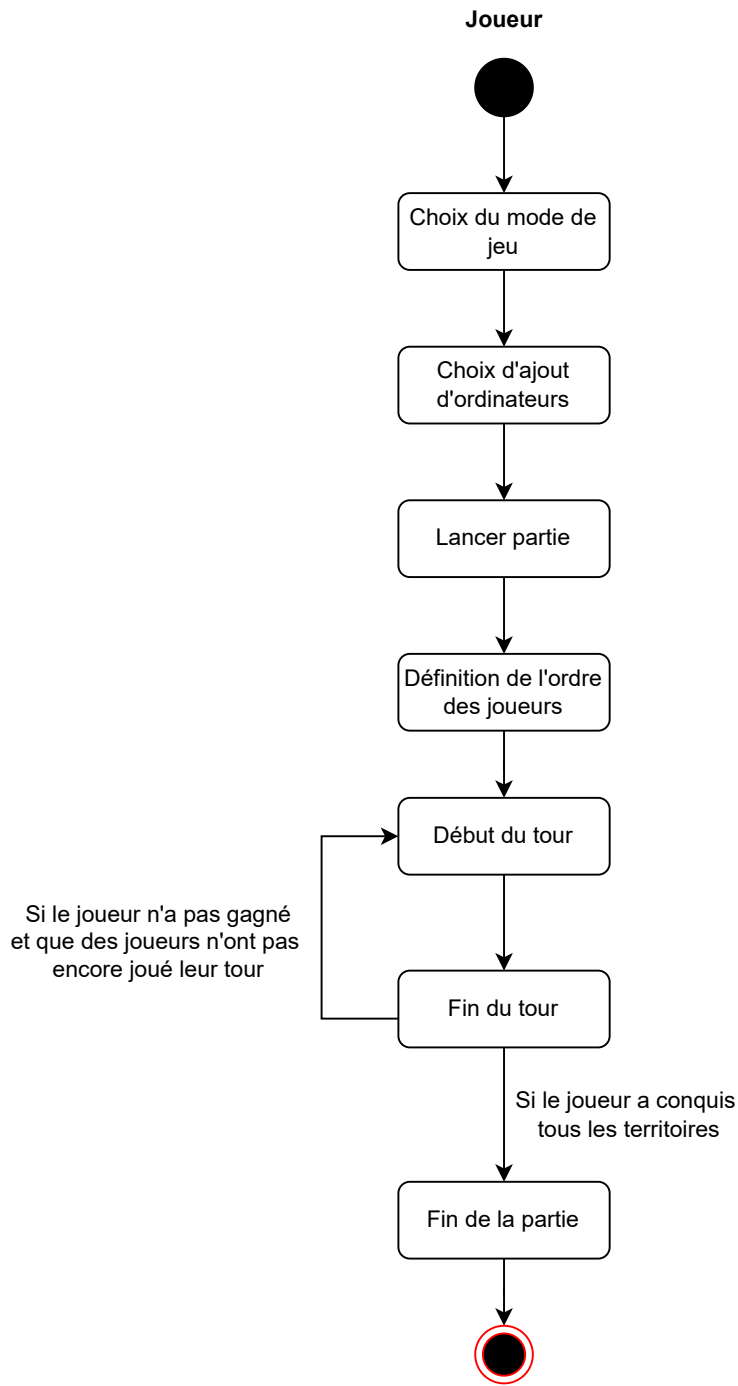 Joueur
Choix du mode de
jeu
Choix d'ajout
d'ordinateurs
Lancer partie
Définition de l'ordre
des joueurs
Début du tour
Si le joueur n'a pas gagné
et que des joueurs n'ont pas
encore joué leur tour
Fin du tour
Si le joueur a conquis
tous les territoires
Fin de la partie